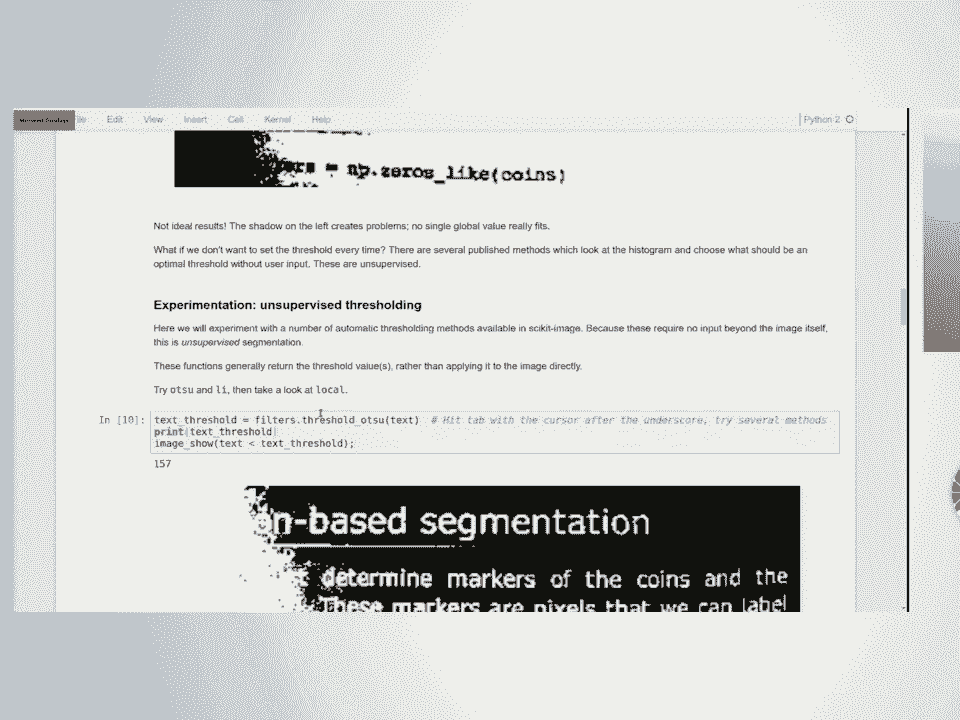 File Edit View Insert Cell Kernel Help Python 2
= np.zeros_like(coins)
Not ideal results! The shadow on the left creates problems; no single global value really fits.
What if we don't want to set the threshold every time? There are several published methods which look at the histogram and choose what should be an
optimal threshold without user input. These are unsupervised.
Experimentation: unsupervised thresholding
Here we will experiment with a number of automatic thresholding methods available in scikit-image. Because these require no input beyond the image itself,
this is unsupervised segmentation.
These functions generally return the threshold value(s), rather than applying it to the image directly.
Try otsu and li, then take a look at local.
In [10]: text_threshold = filters.threshold_otsu(text) # Hit tab with the cursor after the underscore, try several methods
print(text_threshold)
image_show(text < text_threshold);
157
on-based segmentation
determine markers of the coins and the
These markers are pixels that we can label